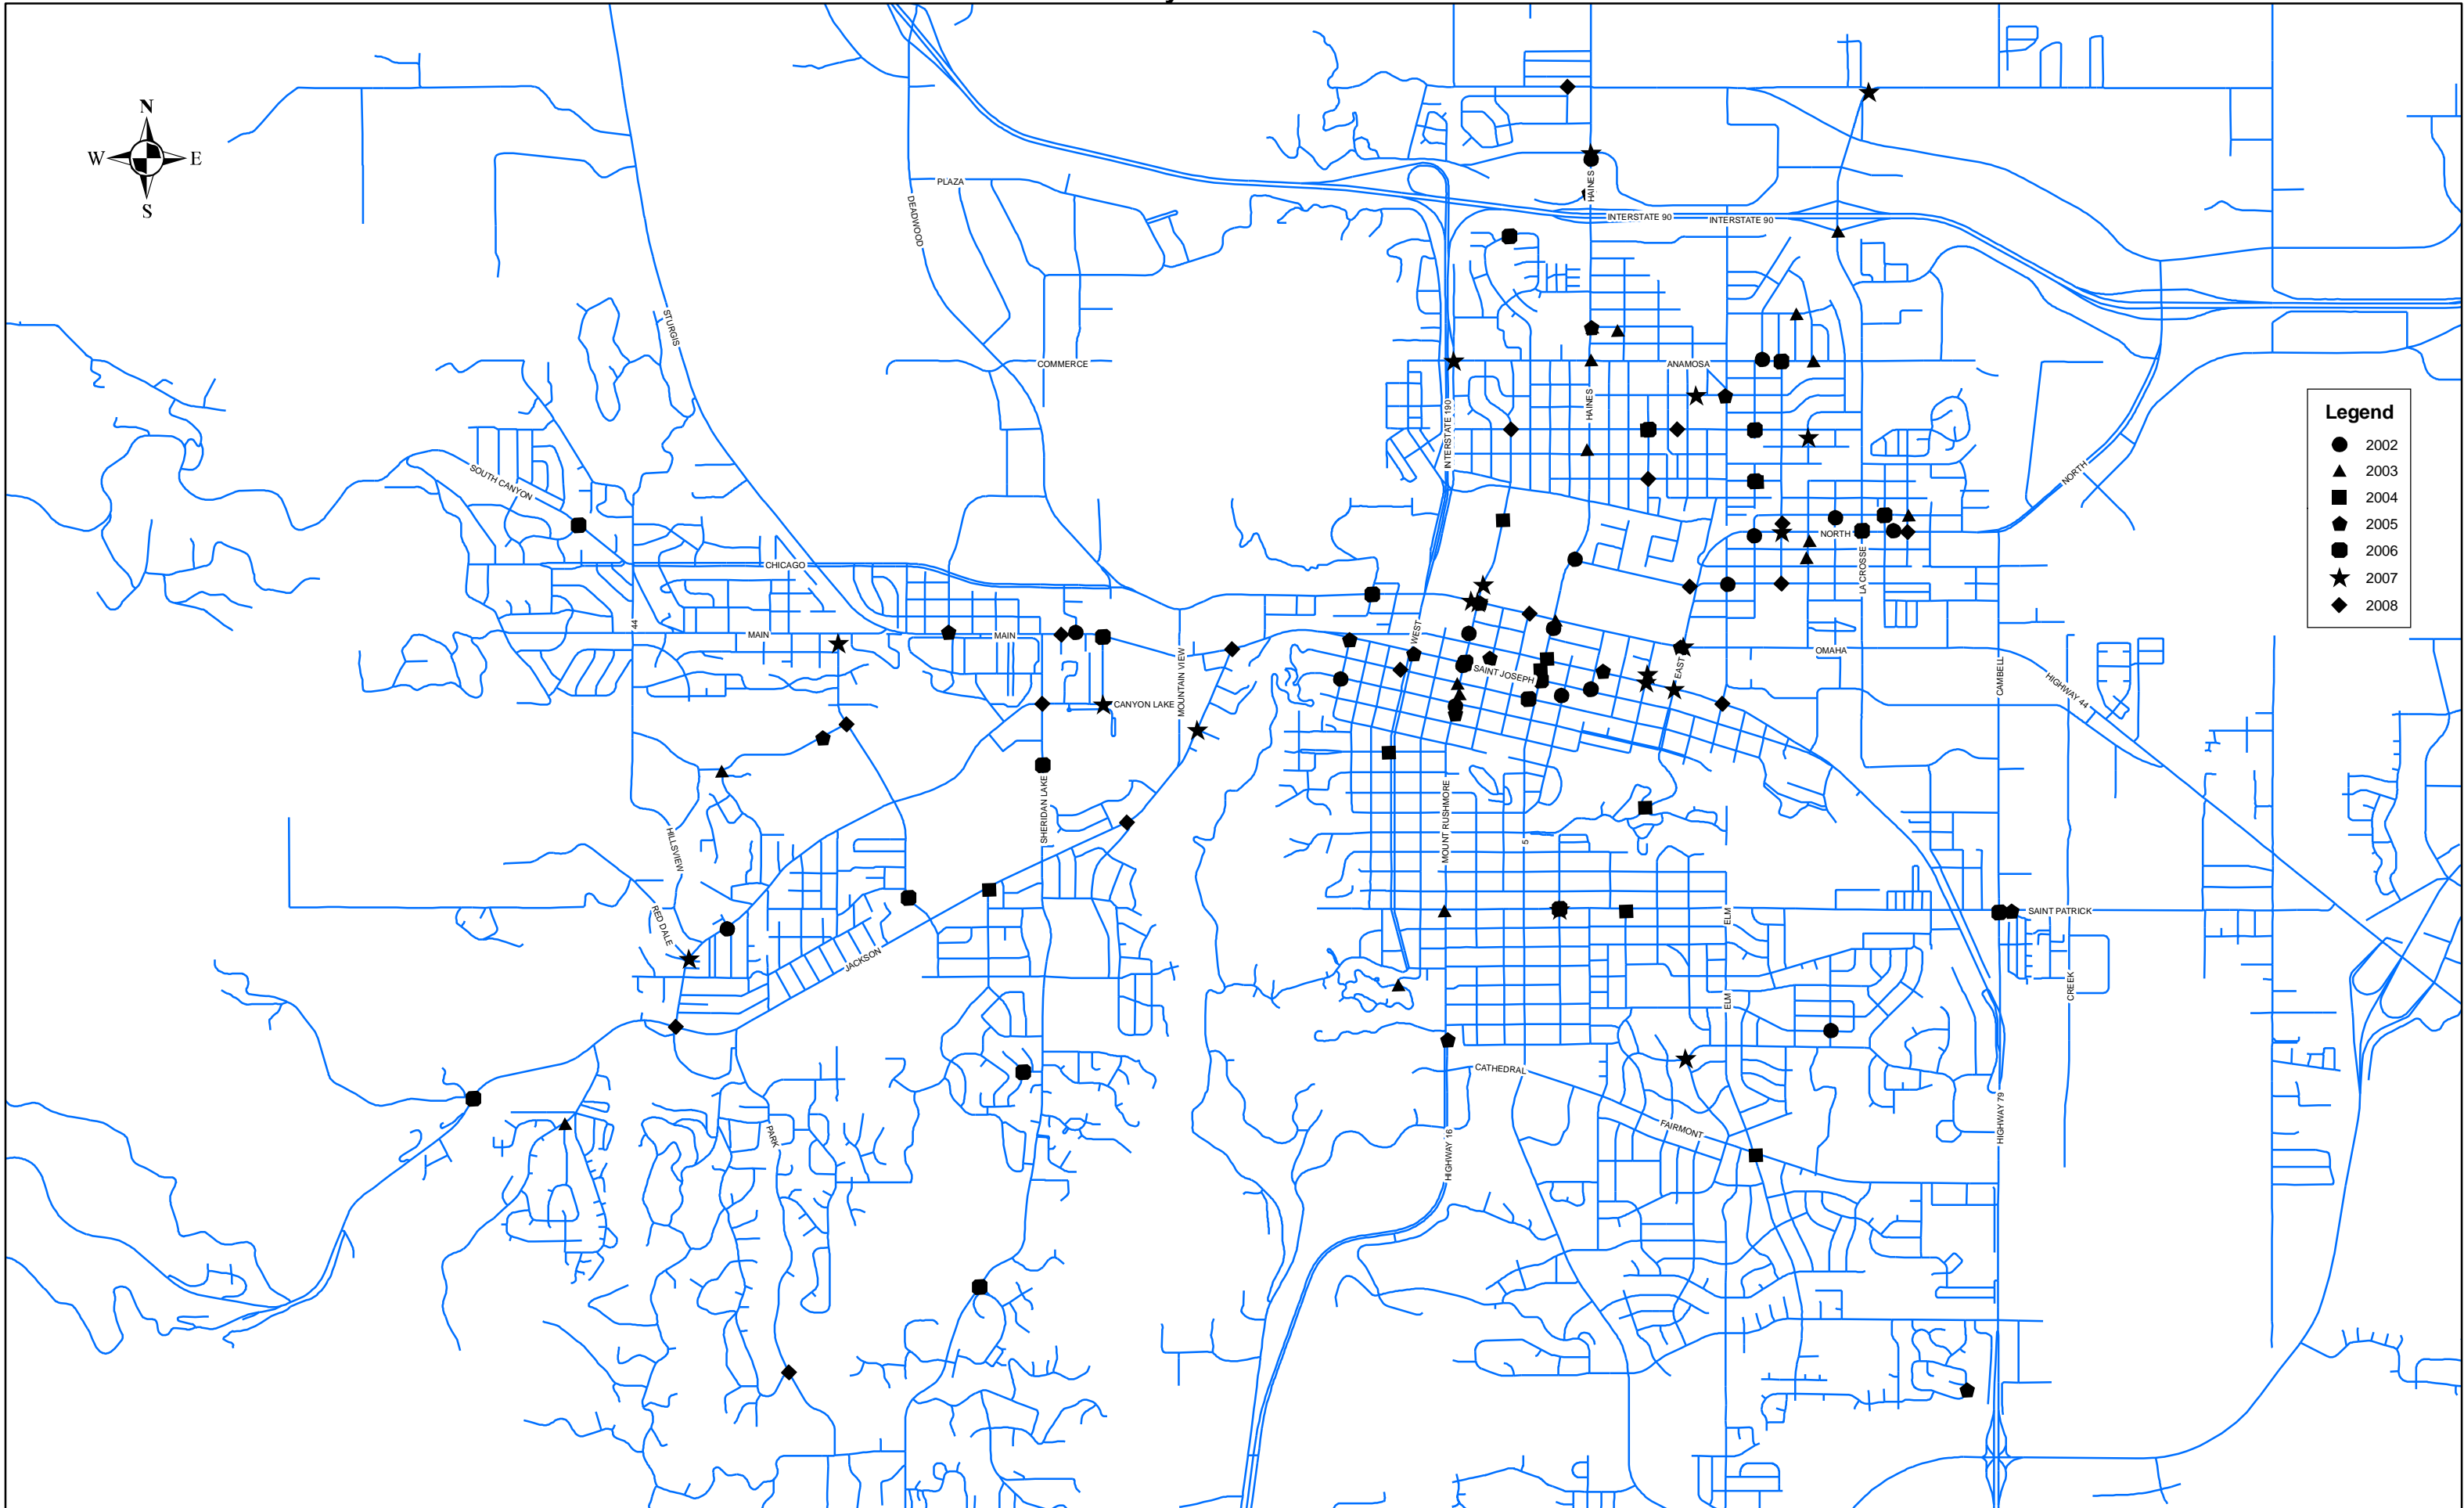 N
W E
S
PLAZA
DEADWOOD
HAINES
INTERSTATE 90
INTERSTATE 90
STURGIS
COMMERCE
ANAMOSA
HAINES
INTERSTATE 190
Legend
2002
2003
2004
2005
2006
2007
2008
SOUTH CANYON
NORTH
NORTH
LA CROSSE
CHICAGO
44
MAIN
MAIN
WEST
OMAHA
EAST
SAINT JOSEPH
MOUNTAIN VIEW
CANYON LAKE
CAMBELL
HIGHWAY 44
SHERIDAN LAKE
MOUNT RUSHMORE
5
HILLSVIEW
RED DALE
JACKSON
ELM
SAINT PATRICK
ELM
CREEK
CATHEDRAL
FAIRMONT
HIGHWAY 16
HIGHWAY 79
PARK